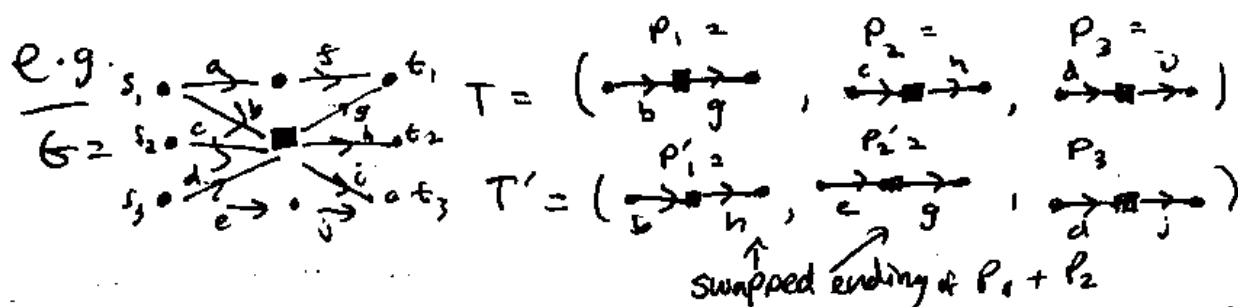 e.g.
G =
s₁ a f t₁
b g
s₂ c h t₂
d i
s₃ e j t₃
T = ( P₁ = b g , P₂ = c h , P₃ = d i )
T' = ( P₁' = b h , P₂' = c g , P₃ d i )
swapped ending of P₁ + P₂